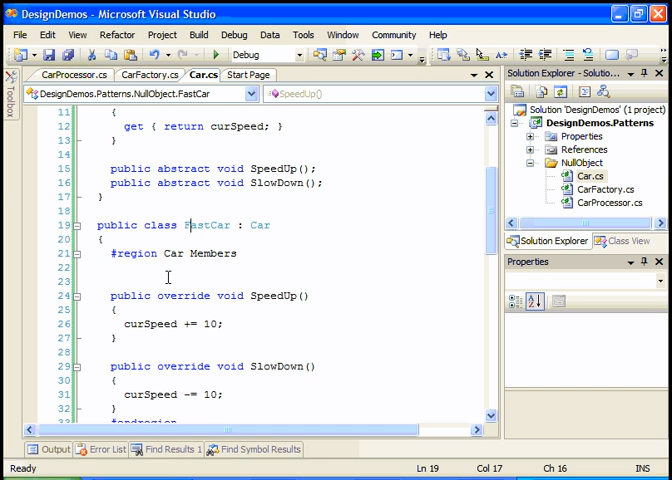 DesignDemos - Microsoft Visual Studio
File Edit View Refactor Project Build Debug Data Tools Window Community Help
Debug
CarProcessor.cs CarFactory.cs Car.cs Start Page
DesignDemos.Patterns.NullObject.FastCar SpeedUp()
Toolbox
11 {
12 get { return curSpeed; }
13 }
14
15 public abstract void SpeedUp();
16 public abstract void SlowDown();
17 }
18
19 public class FastCar : Car
20 {
21 #region Car Members
22
23
24 public override void SpeedUp()
25 {
26 curSpeed += 10;
27 }
28
29 public override void SlowDown()
30 {
31 curSpeed -= 10;
32 }
33 #endregion
Solution Explorer - Solutio...
Solution 'DesignDemos' (1 project)
DesignDemos.Patterns
Properties
References
NullObject
Car.cs
CarFactory.cs
CarProcessor.cs
Solution Explorer Class View
Properties
Output Error List Find Results 1 Find Symbol Results
Ready Ln 19 Col 17 Ch 16 INS